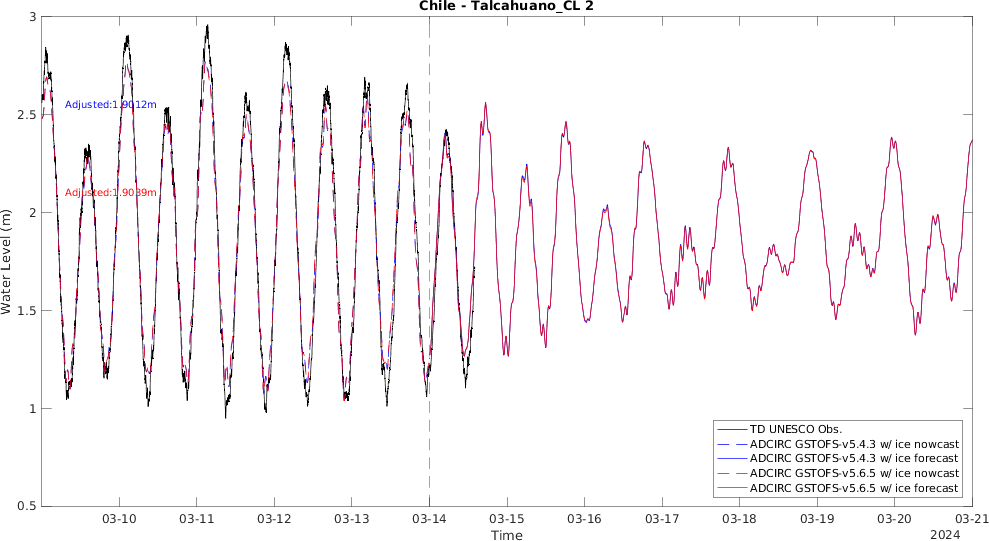 Chile - Talcahuano_CL 2
3
2.5
2
1.5
1
0.5
Water Level (m)
Adjusted:1.9012m
Adjusted:1.9039m
03-10
03-11
03-12
03-13
03-14
03-15
03-16
03-17
03-18
03-19
03-20
03-21
Time
2024
TD UNESCO Obs.
ADCIRC GSTOFS-v5.4.3 w/ ice nowcast
ADCIRC GSTOFS-v5.4.3 w/ ice forecast
ADCIRC GSTOFS-v5.6.5 w/ ice nowcast
ADCIRC GSTOFS-v5.6.5 w/ ice forecast